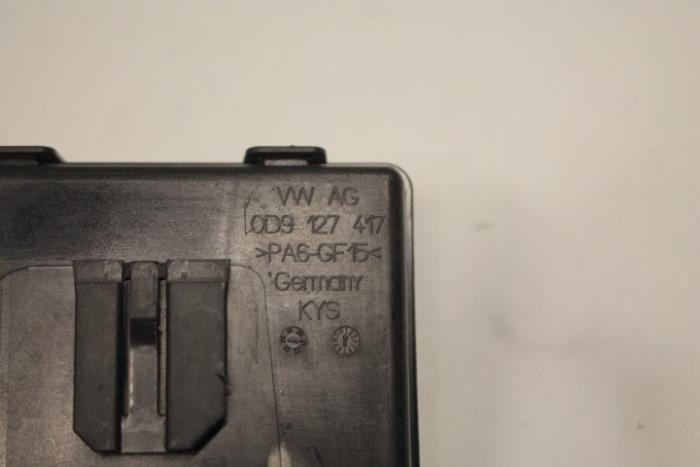 VW AG
0D9 127 417
>PA6-GF15<
Germany
KYS